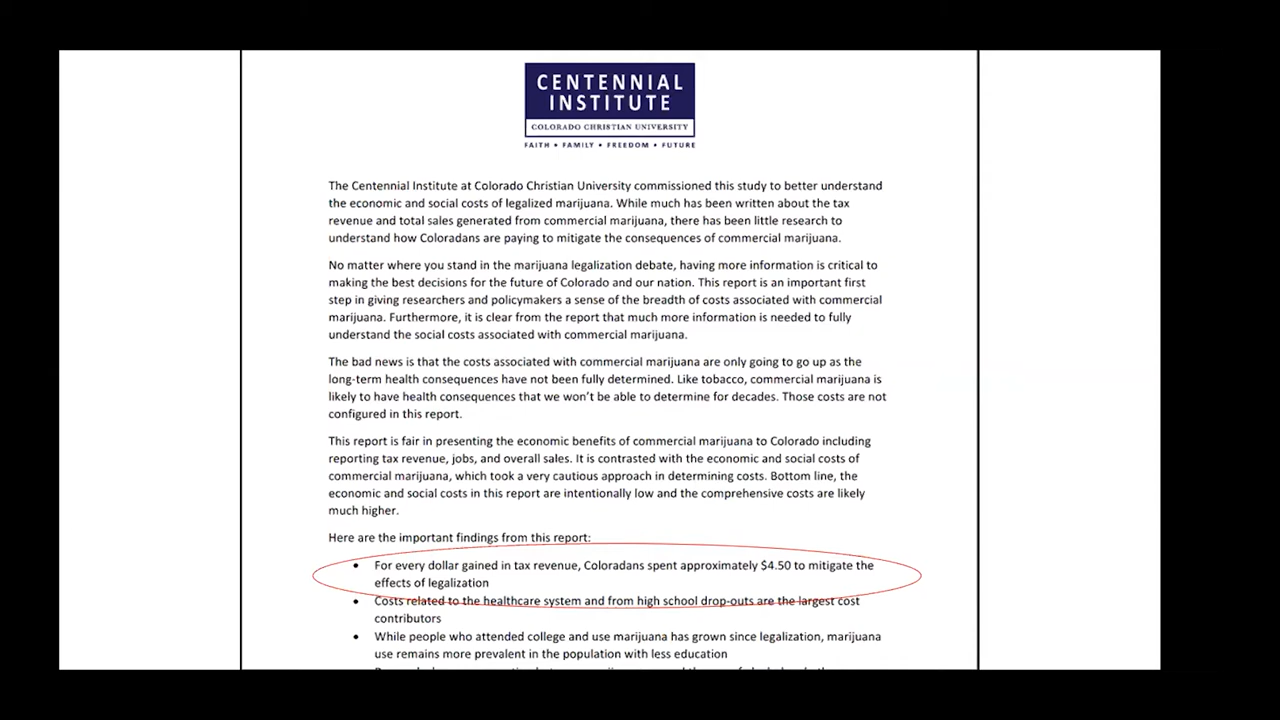 CENTENNIAL
INSTITUTE
COLORADO CHRISTIAN UNIVERSITY
FAITH • FAMILY • FREEDOM • FUTURE
The Centennial Institute at Colorado Christian University commissioned this study to better understand
the economic and social costs of legalized marijuana. While much has been written about the tax
revenue and total sales generated from commercial marijuana, there has been little research to
understand how Coloradans are paying to mitigate the consequences of commercial marijuana.
No matter where you stand in the marijuana legalization debate, having more information is critical to
making the best decisions for the future of Colorado and our nation. This report is an important first
step in giving researchers and policymakers a sense of the breadth of costs associated with commercial
marijuana. Furthermore, it is clear from the report that much more information is needed to fully
understand the social costs associated with commercial marijuana.
The bad news is that the costs associated with commercial marijuana are only going to go up as the
long-term health consequences have not been fully determined. Like tobacco, commercial marijuana is
likely to have health consequences that we won't be able to determine for decades. Those costs are not
configured in this report.
This report is fair in presenting the economic benefits of commercial marijuana to Colorado including
reporting tax revenue, jobs, and overall sales. It is contrasted with the economic and social costs of
commercial marijuana, which took a very cautious approach in determining costs. Bottom line, the
economic and social costs in this report are intentionally low and the comprehensive costs are likely
much higher.
Here are the important findings from this report:
• For every dollar gained in tax revenue, Coloradans spent approximately $4.50 to mitigate the
effects of legalization
• Costs related to the healthcare system and from high school drop-outs are the largest cost
contributors
• While people who attended college and use marijuana has grown since legalization, marijuana
use remains more prevalent in the population with less education